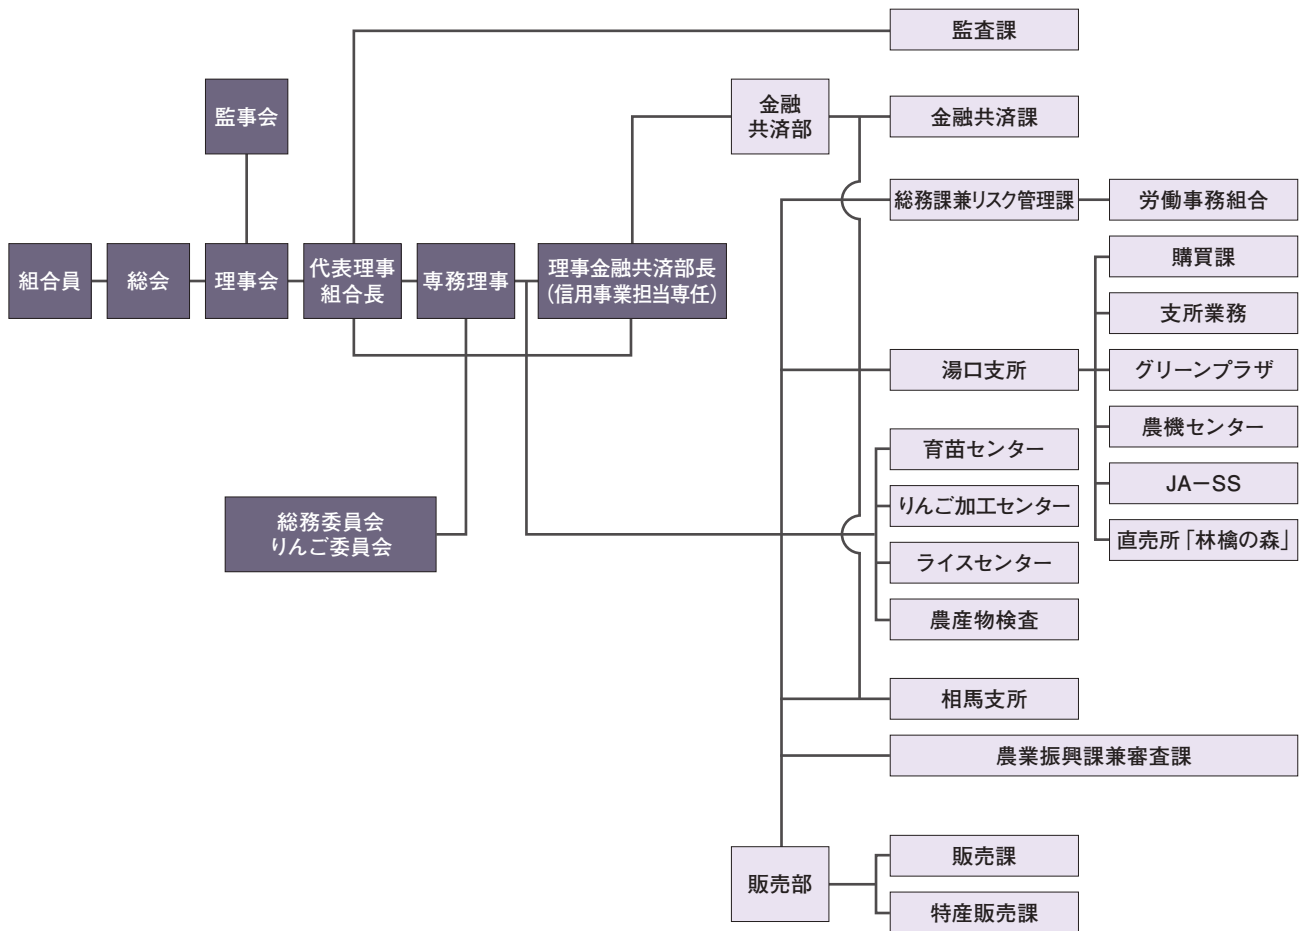 監査課
監事会
金融
共済部
金融共済課
総務課兼リスク管理課
労働事務組合
組合員
総会
理事会
代表理事
組合長
専務理事
理事金融共済部長
（信用事業担当専任）
購買課
支所業務
湯口支所
グリーンプラザ
農機センター
JA－SS
直売所「林檎の森」
育苗センター
りんご加工センター
ライスセンター
農産物検査
総務委員会
りんご委員会
相馬支所
農業振興課兼審査課
販売部
販売課
特産販売課